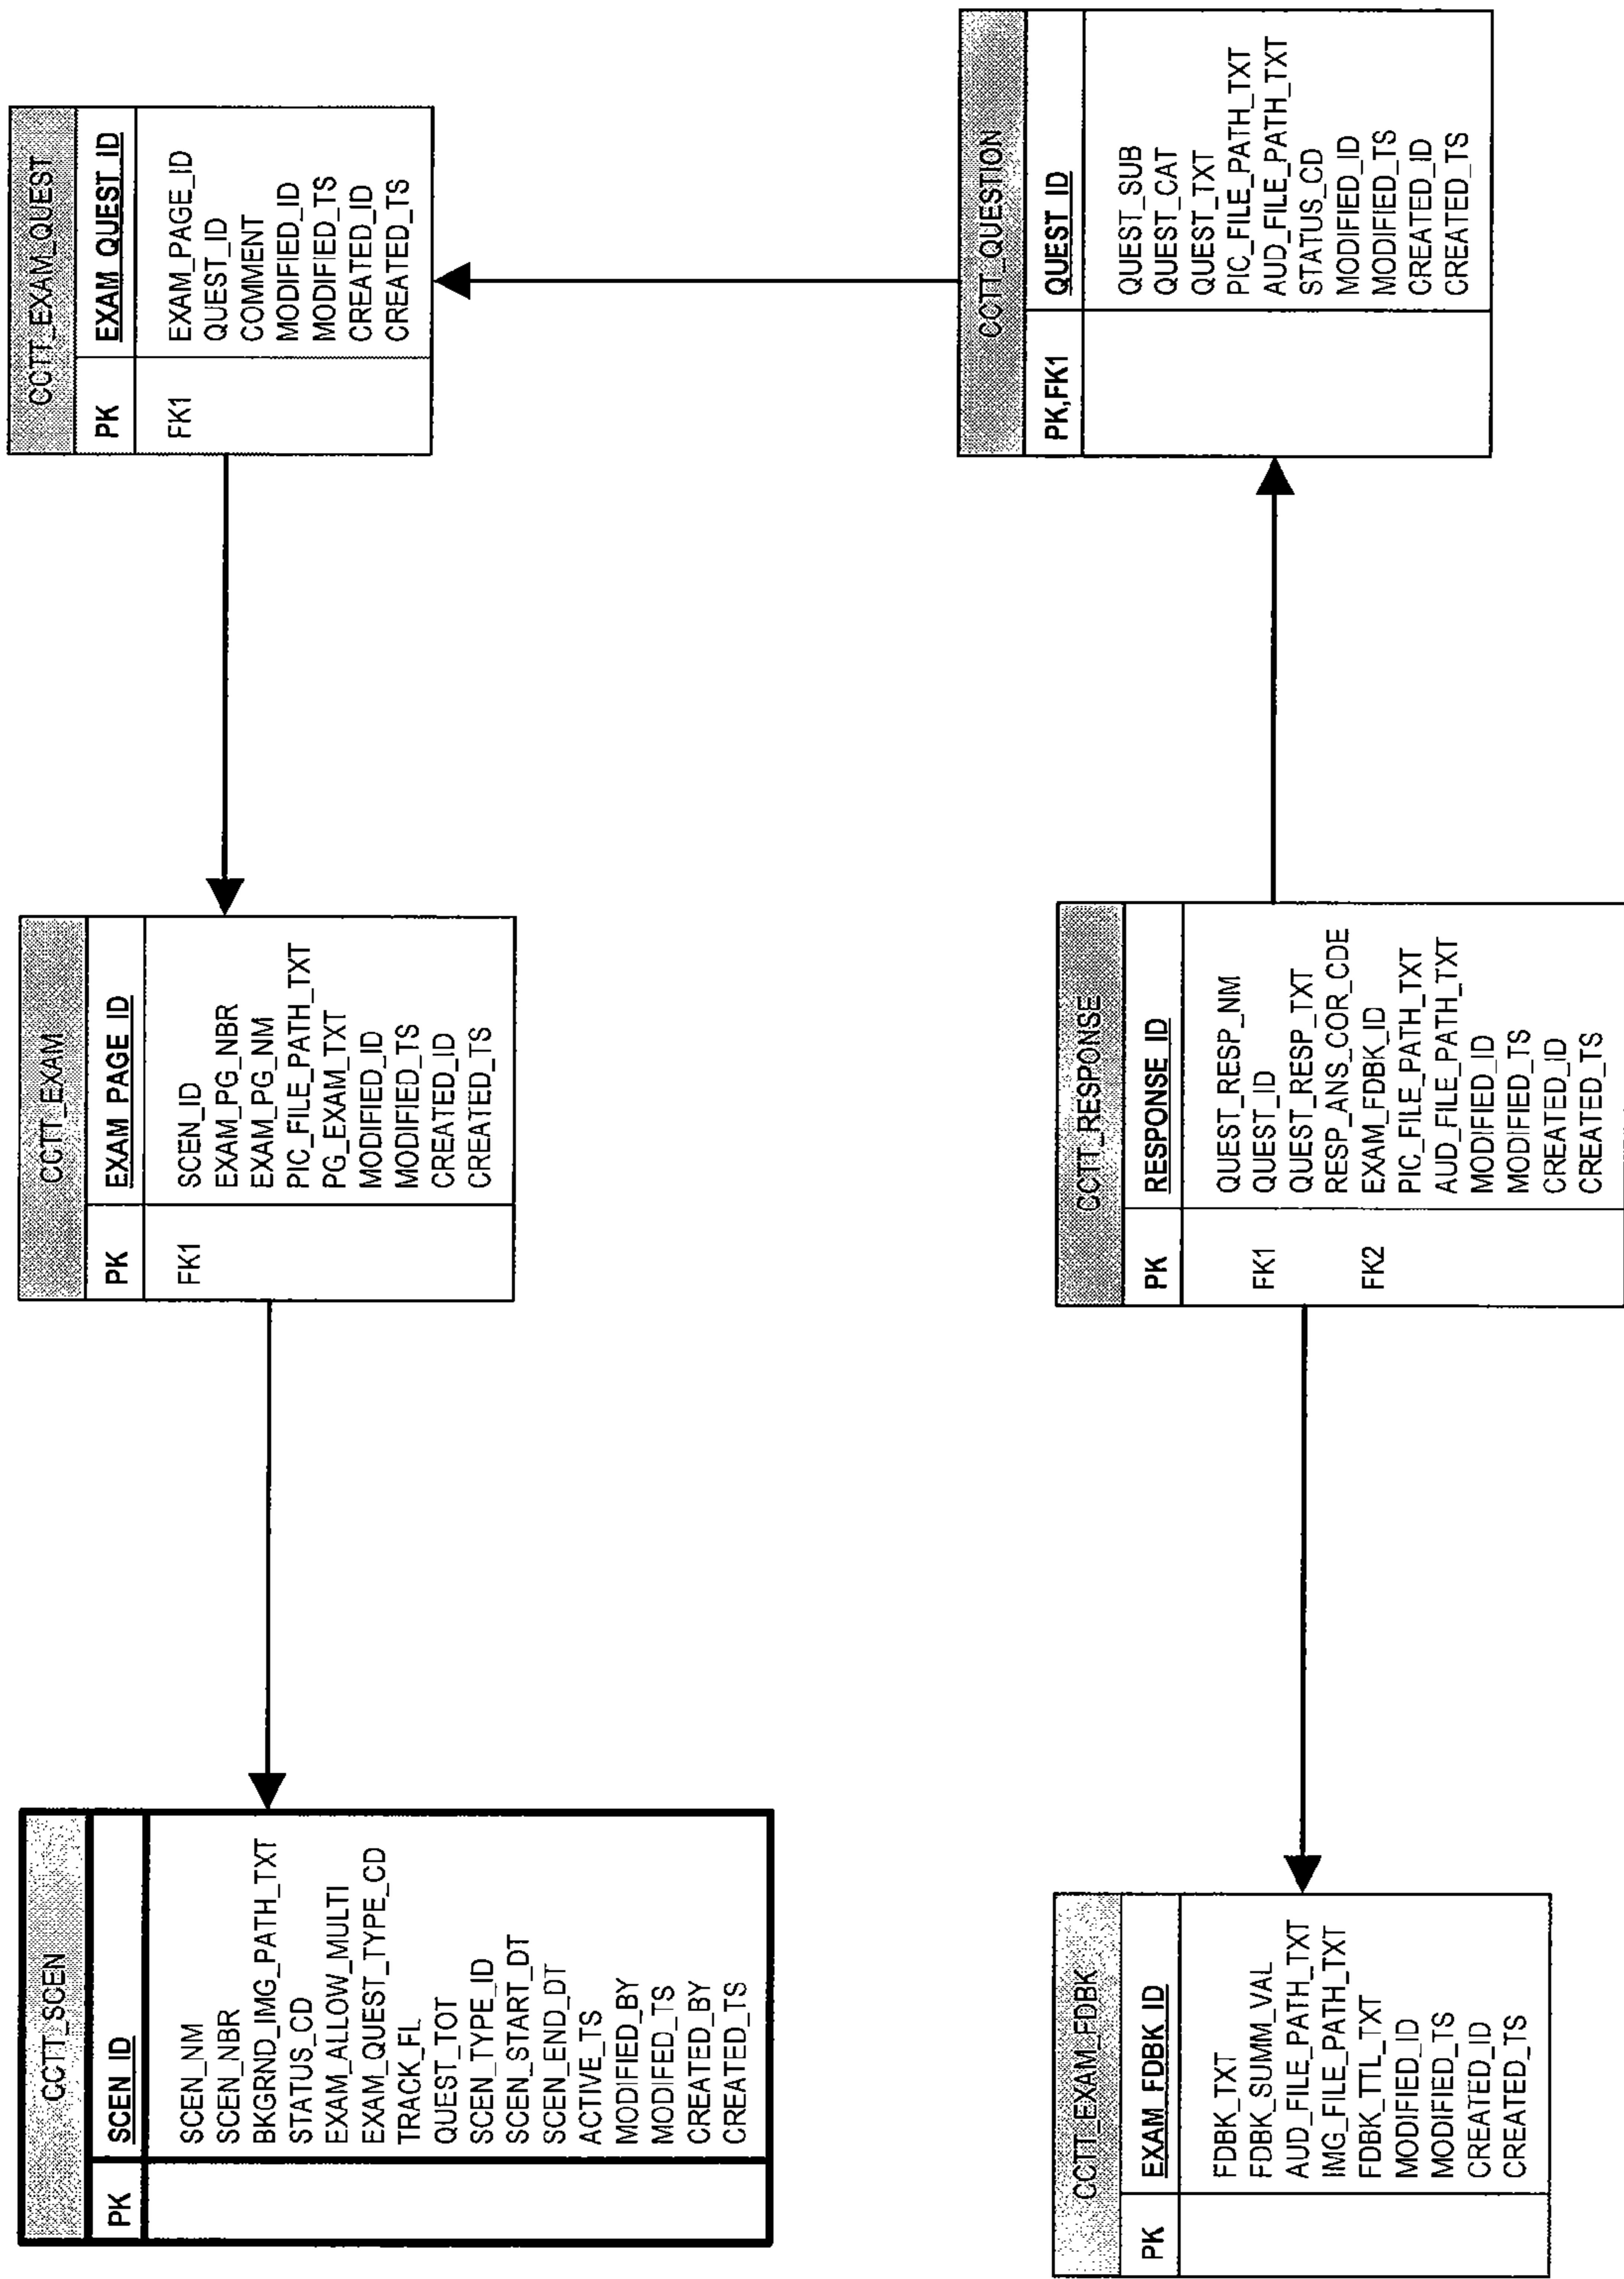 CCTT_SCEN
PK SCEN_ID
SCEN_NM
SCEN_NBR
BKGRND_IMG_PATH_TXT
STATUS_CD
EXAM_ALLOW_MULTI
EXAM_QUEST_TYPE_CD
TRACK_FL
QUEST_TOT
SCEN_TYPE_ID
SCEN_START_DT
SCEN_END_DT
ACTIVE_TS
MODIFIED_BY
MODIFED_TS
CREATED_BY
CREATED_TS
CCTT_EXAM
PK EXAM_PAGE_ID
FK1 SCEN_ID
EXAM_PG_NBR
EXAM_PG_NM
PIC_FILE_PATH_TXT
PG_EXAM_TXT
MODIFIED_ID
MODIFIED_TS
CREATED_ID
CREATED_TS
CCTT_EXAM_QUEST
PK EXAM_QUEST_ID
FK1 EXAM_PAGE_ID
QUEST_ID
COMMENT
MODIFIED_ID
MODIFIED_TS
CREATED_ID
CREATED_TS
CCTT_EXAM_FDBK
PK EXAM_FDBK_ID
FDBK_TXT
FDBK_SUMM_VAL
AUD_FILE_PATH_TXT
IMG_FILE_PATH_TXT
FDBK_TTL_TXT
MODIFIED_ID
MODIFIED_TS
CREATED_ID
CREATED_TS
CCTT_RESPONSE
PK RESPONSE_ID
QUEST_RESP_NM
FK1 QUEST_ID
QUEST_RESP_TXT
RESP_ANS_COR_CDE
FK2 EXAM_FDBK_ID
PIC_FILE_PATH_TXT
AUD_FILE_PATH_TXT
MODIFIED_ID
MODIFIED_TS
CREATED_ID
CREATED_TS
CCTT_QUESTION
PK,FK1 QUEST_ID
QUEST_SUB
QUEST_CAT
QUEST_TXT
PIC_FILE_PATH_TXT
AUD_FILE_PATH_TXT
STATUS_CD
MODIFIED_ID
MODIFIED_TS
CREATED_ID
CREATED_TS